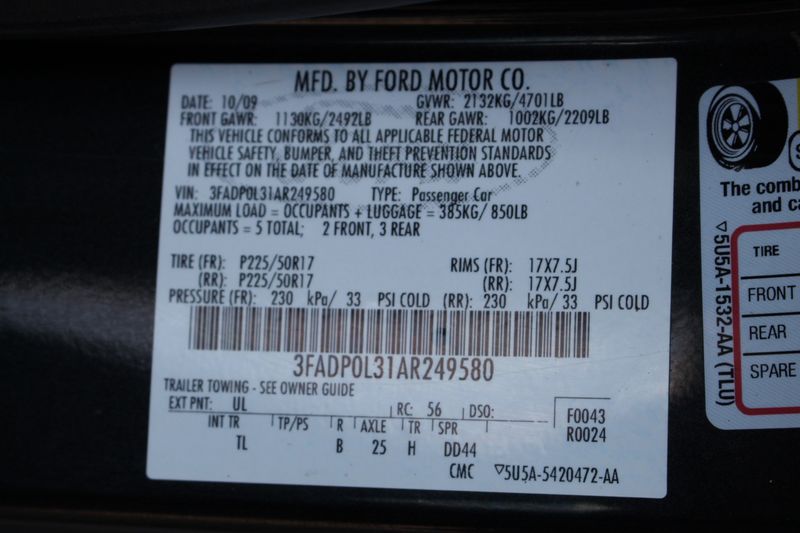 MFD. BY FORD MOTOR CO.
DATE: 10/09 GVWR: 2132KG/4701LB
FRONT GAWR: 1130KG/2492LB REAR GAWR: 1002KG/2209LB
THIS VEHICLE CONFORMS TO ALL APPLICABLE FEDERAL MOTOR
VEHICLE SAFETY, BUMPER, AND THEFT PREVENTION STANDARDS
IN EFFECT ON THE DATE OF MANUFACTURE SHOWN ABOVE.
VIN: 3FADP0L31AR249580 TYPE: Passenger Car
MAXIMUM LOAD = OCCUPANTS + LUGGAGE = 385KG/ 850LB
OCCUPANTS = 5 TOTAL; 2 FRONT, 3 REAR
TIRE (FR): P225/50R17 RIMS (FR): 17X7.5J
(RR): P225/50R17 (RR): 17X7.5J
PRESSURE (FR): 230 kPa/ 33 PSI COLD (RR): 230 kPa/ 33 PSI COLD
3FADP0L31AR249580
TRAILER TOWING - SEE OWNER GUIDE
EXT PNT: UL RC: 56 DSO: F0043
INT TR TP/PS R AXLE TR SPR R0024
TL B 25 H DD44
CMC ▽5U5A-5420472-AA
The comb
and ca
TIRE
FRONT
REAR
SPARE
▽5U5A-1532-AA (TLU)